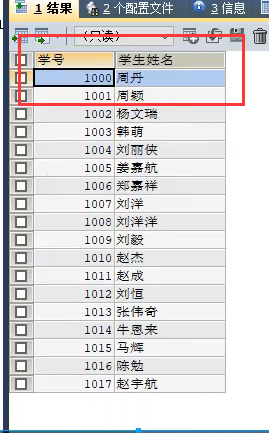 1 结果 2 个配置文件 3 信息
（只读）
学号 学生姓名
1000 周丹
1001 周颖
1002 杨文瑞
1003 韩萌
1004 刘丽侠
1005 姜嘉航
1006 郑嘉祥
1007 刘洋
1008 刘洋洋
1009 刘毅
1010 赵杰
1011 赵成
1012 刘恒
1013 张伟奇
1014 牛恩来
1015 马辉
1016 陈勉
1017 赵宇航